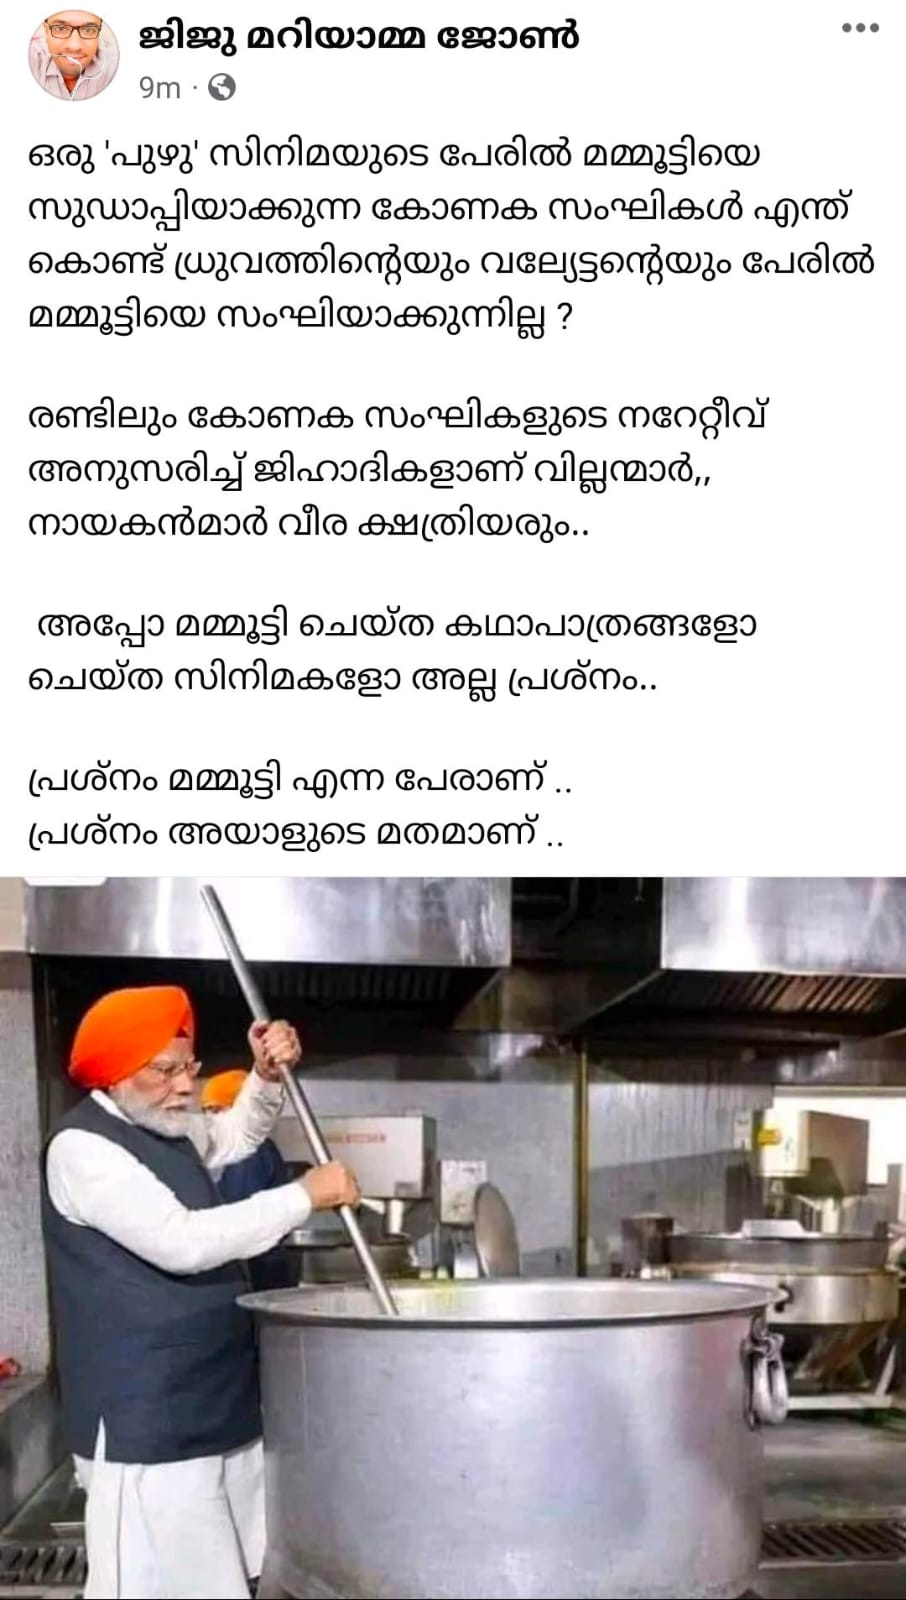 ജിജു മറിയാമ്മ ജോൺ
9m ·
ഒരു 'പുഴു' സിനിമയുടെ പേരിൽ മമ്മൂട്ടിയെ
സുഡാപ്പിയാക്കുന്ന കോണക സംഘികൾ എന്ത്
കൊണ്ട് ധ്രുവത്തിന്റെയും വല്യേട്ടന്റെയും പേരിൽ
മമ്മൂട്ടിയെ സംഘിയാക്കുന്നില്ല ?
രണ്ടിലും കോണക സംഘികളുടെ നറേറ്റീവ്
അനുസരിച്ച് ജിഹാദികളാണ് വില്ലന്മാർ,,
നായകൻമാർ വീര ക്ഷത്രിയരും..
അപ്പോ മമ്മൂട്ടി ചെയ്ത കഥാപാത്രങ്ങളോ
ചെയ്ത സിനിമകളോ അല്ല പ്രശ്നം..
പ്രശ്നം മമ്മൂട്ടി എന്ന പേരാണ് ..
പ്രശ്നം അയാളുടെ മതമാണ് ..